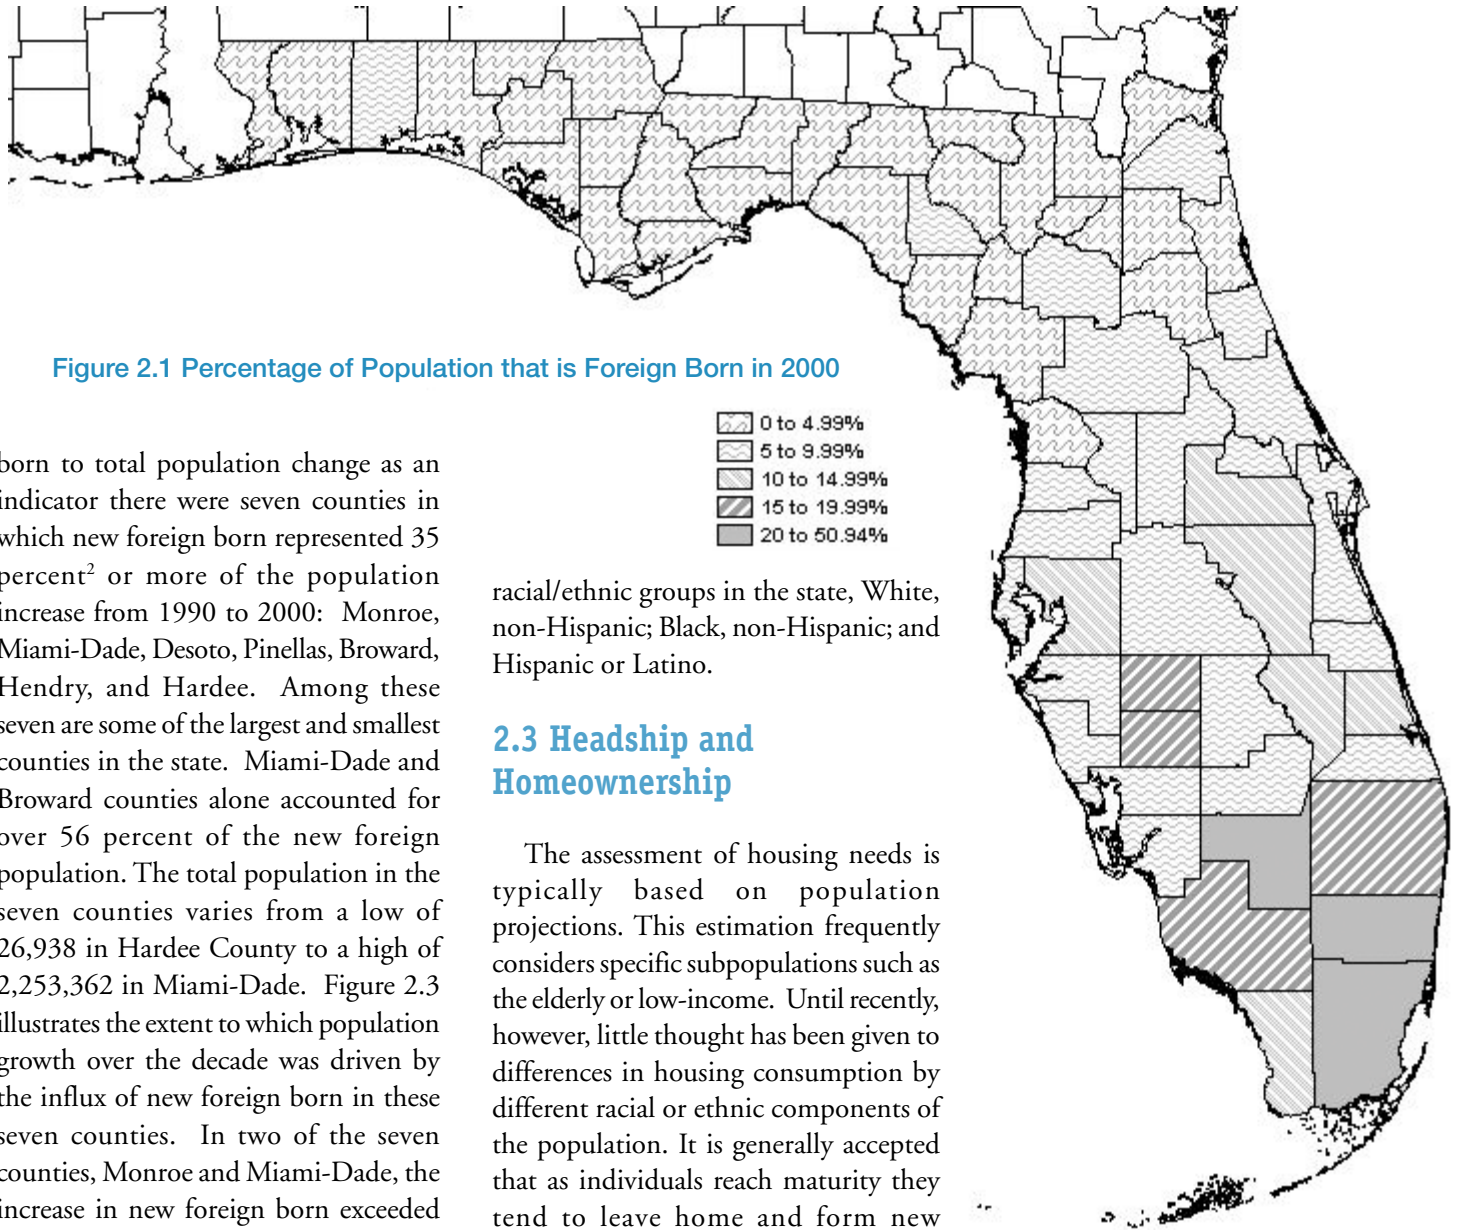 Figure 2.1 Percentage of Population that is Foreign Born in 2000
0 to 4.99%
5 to 9.99%
10 to 14.99%
15 to 19.99%
20 to 50.94%
born to total population change as an
indicator there were seven counties in
which new foreign born represented 35
percent² or more of the population
increase from 1990 to 2000: Monroe,
Miami-Dade, Desoto, Pinellas, Broward,
Hendry, and Hardee. Among these
seven are some of the largest and smallest
counties in the state. Miami-Dade and
Broward counties alone accounted for
over 56 percent of the new foreign
population. The total population in the
seven counties varies from a low of
26,938 in Hardee County to a high of
2,253,362 in Miami-Dade. Figure 2.3
illustrates the extent to which population
growth over the decade was driven by
the influx of new foreign born in these
seven counties. In two of the seven
counties, Monroe and Miami-Dade, the
increase in new foreign born exceeded
racial/ethnic groups in the state, White,
non-Hispanic; Black, non-Hispanic; and
Hispanic or Latino.
2.3 Headship and
Homeownership
The assessment of housing needs is
typically based on population
projections. This estimation frequently
considers specific subpopulations such as
the elderly or low-income. Until recently,
however, little thought has been given to
differences in housing consumption by
different racial or ethnic components of
the population. It is generally accepted
that as individuals reach maturity they
tend to leave home and form new